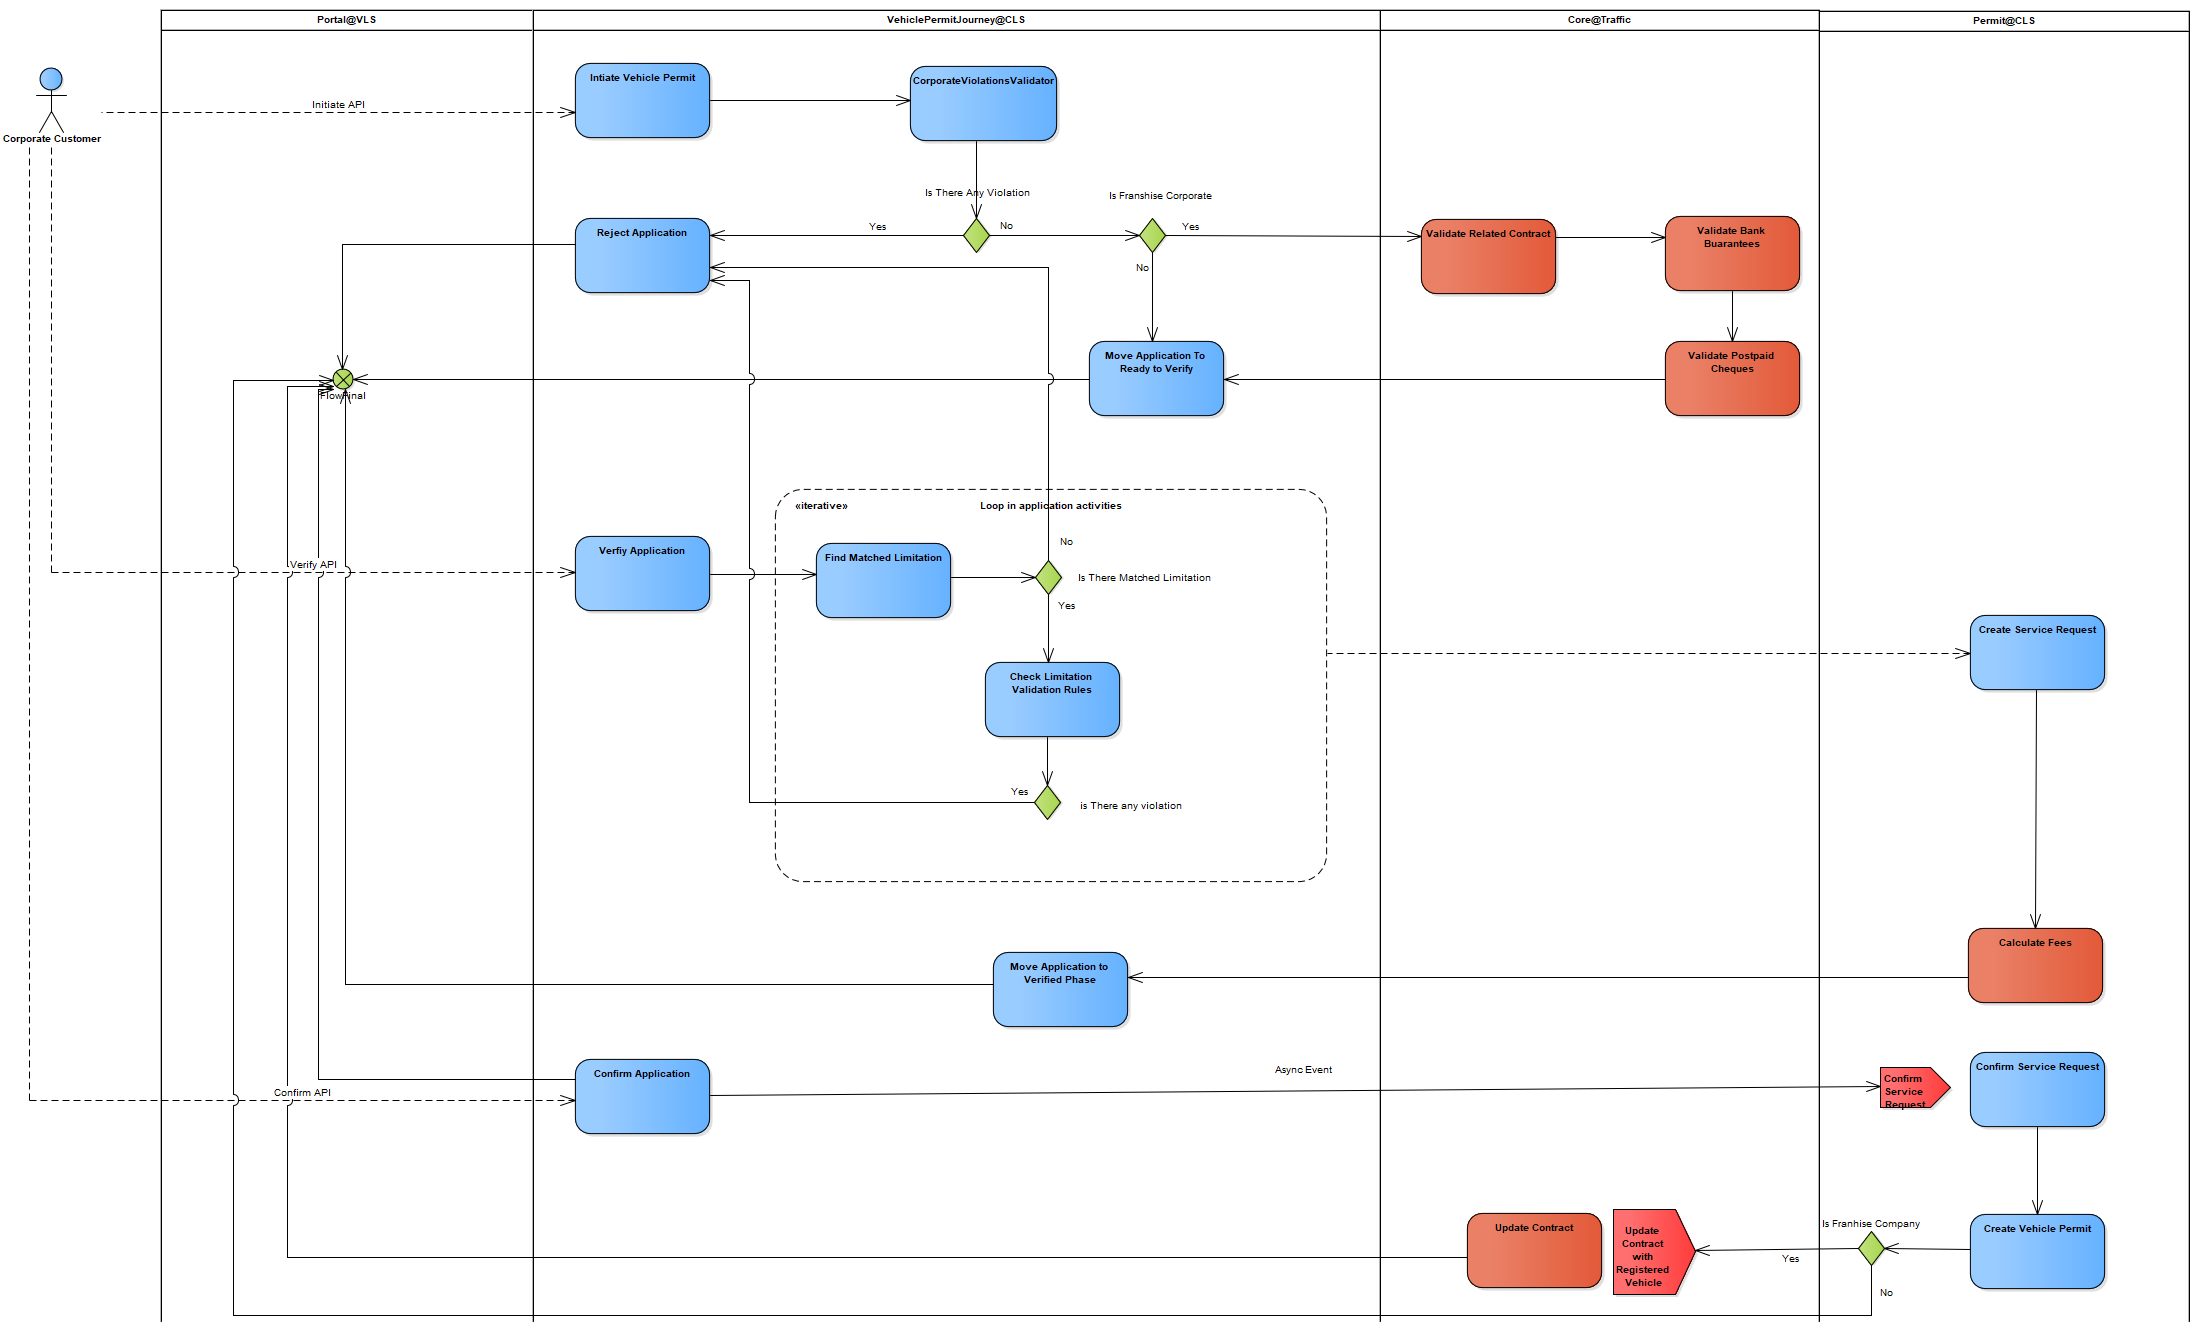 Portal@VLS
VehiclePermitJourney@CLS
Core@Traffic
Permit@CLS
Intiate Vehicle Permit
CorporateViolationsValidator
Initiate API
Corporate Customer
Is There Any Violation
Is Franshise Corporate
Reject Application
Yes
No
Yes
Validate Related Contract
Validate Bank
Buarantees
No
Move Application To
Ready to Verify
Validate Postpaid
Cheques
FlowFinal
«iterative»
Loop in application activities
No
Verfiy Application
Find Matched Limitation
Verify API
Is There Matched Limitation
Yes
Create Service Request
Check Limitation
Validation Rules
Yes
is There any violation
Calculate Fees
Move Application to
Verified Phase
Confirm Application
Async Event
Confirm
Service
Request
Confirm Service Request
Confirm API
Update Contract
Update
Contract
with
Registered
Vehicle
Is Franhise Company
Create Vehicle Permit
Yes
No